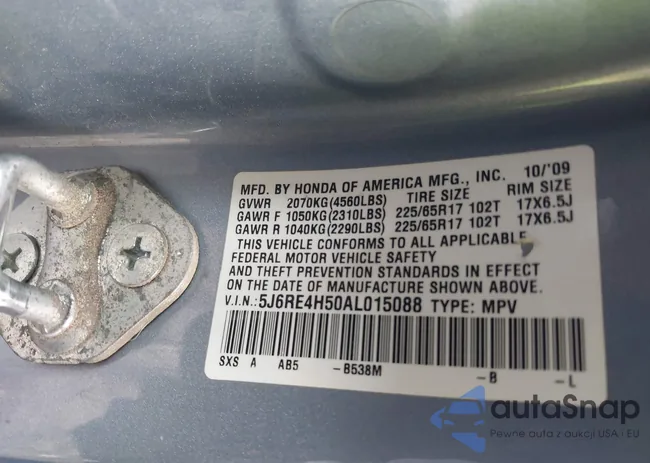 MFD. BY HONDA OF AMERICA MFG., INC. 10/'09
GVWR 2070KG(4560LBS) TIRE SIZE RIM SIZE
GAWR F 1050KG(2310LBS) 225/65R17 102T 17X6.5J
GAWR R 1040KG(2290LBS) 225/65R17 102T 17X6.5J
THIS VEHICLE CONFORMS TO ALL APPLICABLE
FEDERAL MOTOR VEHICLE SAFETY
AND THEFT PREVENTION STANDARDS IN EFFECT
ON THE DATE OF MANUFACTURE SHOWN ABOVE.
V.I.N.: 5J6RE4H50AL015088 TYPE: MPV
SXS A AB5 -B538M -B -L
autaSnap
Pewne auta z aukcji USA - EU